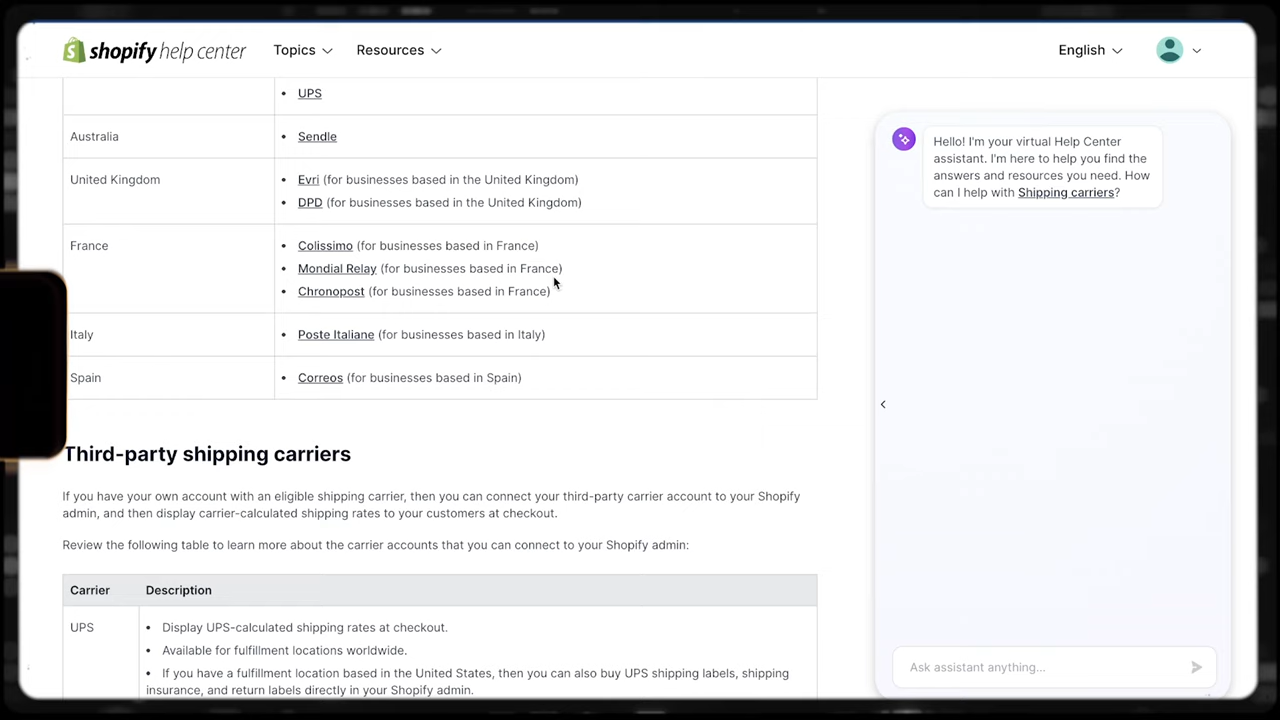 shopify help center
Topics
Resources
English
UPS
Australia
Sendle
United Kingdom
Evri (for businesses based in the United Kingdom)
DPD (for businesses based in the United Kingdom)
France
Colissimo (for businesses based in France)
Mondial Relay (for businesses based in France)
Chronopost (for businesses based in France)
Italy
Poste Italiane (for businesses based in Italy)
Spain
Correos (for businesses based in Spain)
Third-party shipping carriers
If you have your own account with an eligible shipping carrier, then you can connect your third-party carrier account to your Shopify
admin, and then display carrier-calculated shipping rates to your customers at checkout.
Review the following table to learn more about the carrier accounts that you can connect to your Shopify admin:
Carrier
Description
UPS
• Display UPS-calculated shipping rates at checkout.
• Available for fulfillment locations worldwide.
• If you have a fulfillment location based in the United States, then you can also buy UPS shipping labels, shipping
insurance, and return labels directly in your Shopify admin.
Hello! I'm your virtual Help Center
assistant. I'm here to help you find the
answers and resources you need. How
can I help with Shipping carriers?
Ask assistant anything...